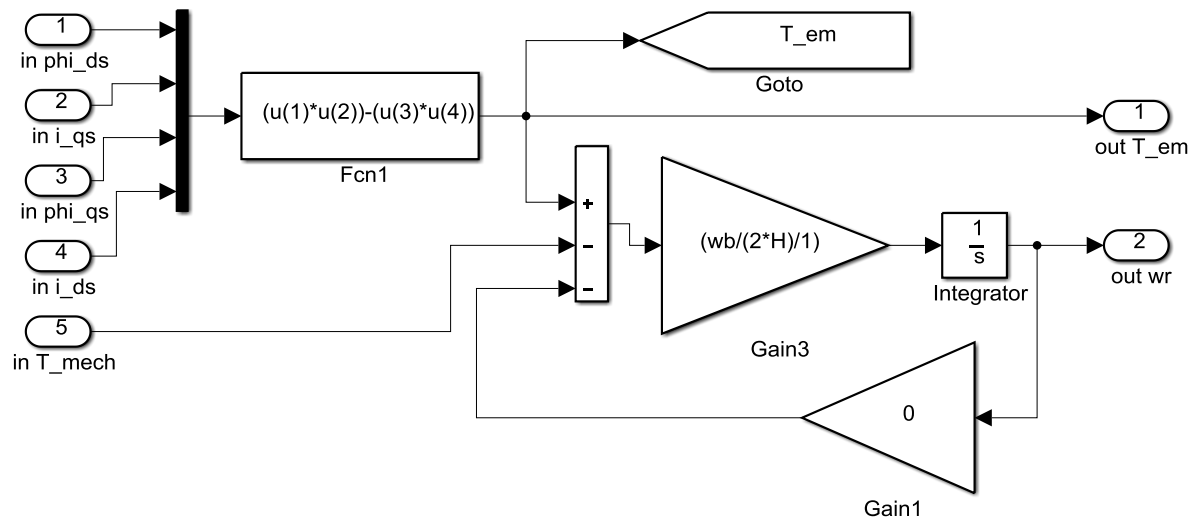 1
in phi_ds
2
in i_qs
3
in phi_qs
4
in i_ds
5
in T_mech
(u(1)*u(2))-(u(3)*u(4))
Fcn1
T_em
Goto
1
out T_em
+
−
−
(wb/(2*H)/1)
Gain3
1
s
Integrator
2
out wr
0
Gain1